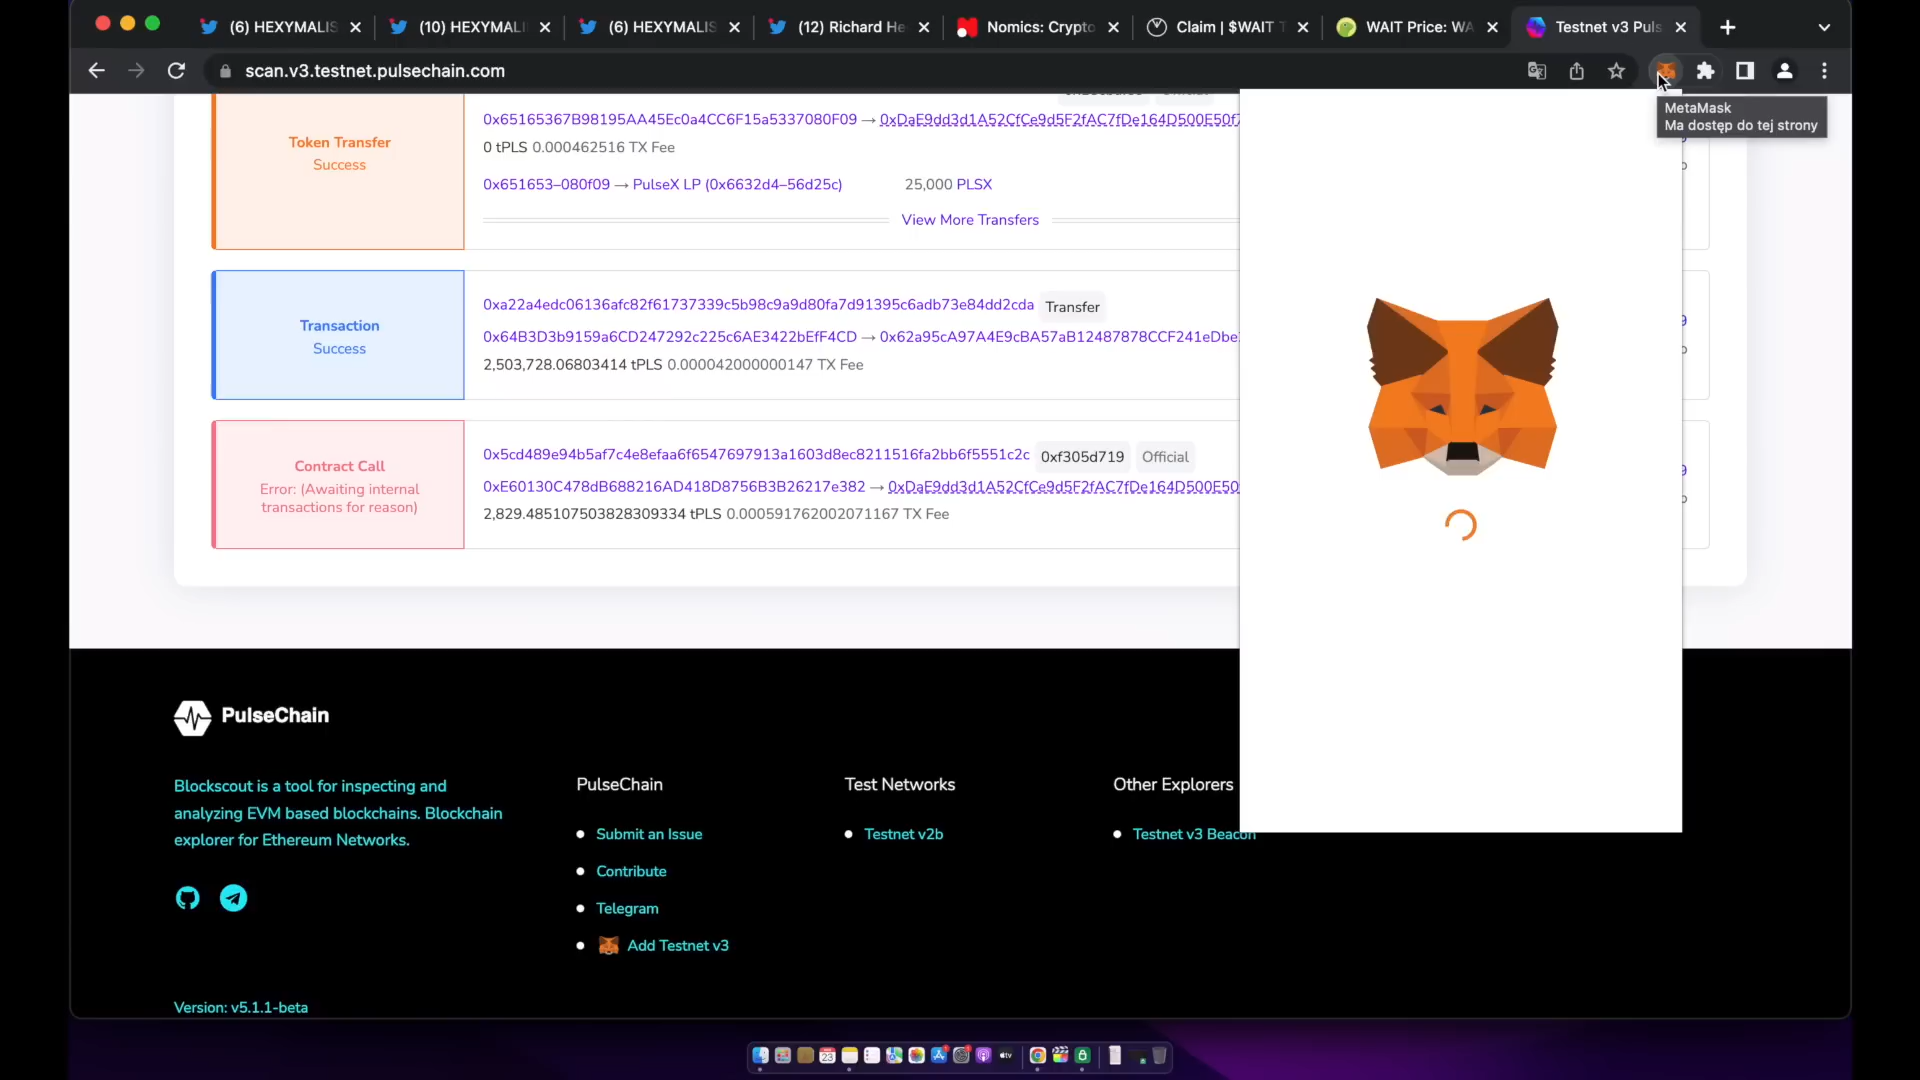 (6) HEXYMALIS
(10) HEXYMALI
(6) HEXYMALIS
(12) Richard He
Nomics: Crypto
Claim | $WAIT T
WAIT Price: WA
Testnet v3 Puls
scan.v3.testnet.pulsechain.com
MetaMask
Ma dostęp do tej strony
Token Transfer
Success
0x65165367B98195AA45Ec0a4CC6F15a5337080F09 → 0xDaE9dd3d1A52CfCe9d5F2fAC7fDe164D500E50f7
0 tPLS 0.000462516 TX Fee
0x651653–080f09 → PulseX LP (0x6632d4–56d25c) 25,000 PLSX
View More Transfers
Transaction
Success
0xa22a4edc06136afc82f61737339c5b98c9a9d80fa7d91395c6adb73e84dd2cda Transfer
0x64B3D3b9159a6CD247292c225c6AE3422bEfF4CD → 0x62a95cA97A4E9cBA57aB12487878CCF241eDbe
2,503,728.06803414 tPLS 0.000042000000147 TX Fee
Contract Call
Error: (Awaiting internal
transactions for reason)
0x5cd489e94b5af7c4e8efaa6f6547697913a1603d8ec8211516fa2bb6f5551c2c 0xf305d719 Official
0xE60130C478dB688216AD418D8756B3B26217e382 → 0xDaE9dd3d1A52CfCe9d5F2fAC7fDe164D500E50
2,829.485107503828309334 tPLS 0.000591762002071167 TX Fee
PulseChain
Blockscout is a tool for inspecting and
analyzing EVM based blockchains. Blockchain
explorer for Ethereum Networks.
PulseChain
Submit an Issue
Contribute
Telegram
Add Testnet v3
Test Networks
Testnet v2b
Other Explorers
Testnet v3 Beacon
Version: v5.1.1-beta
23
tv